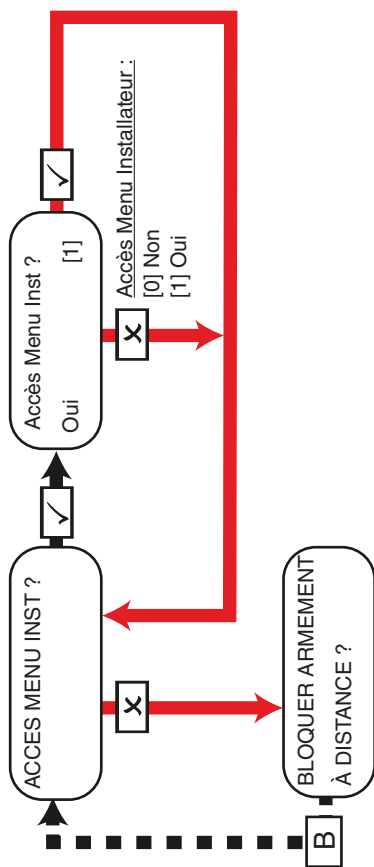 ACCES MENU INST ?
Accès Menu Inst ?
Oui [1]
Accès Menu Installateur :
[0] Non
[1] Oui
B
BLOQUER ARMEMENT
À DISTANCE ?